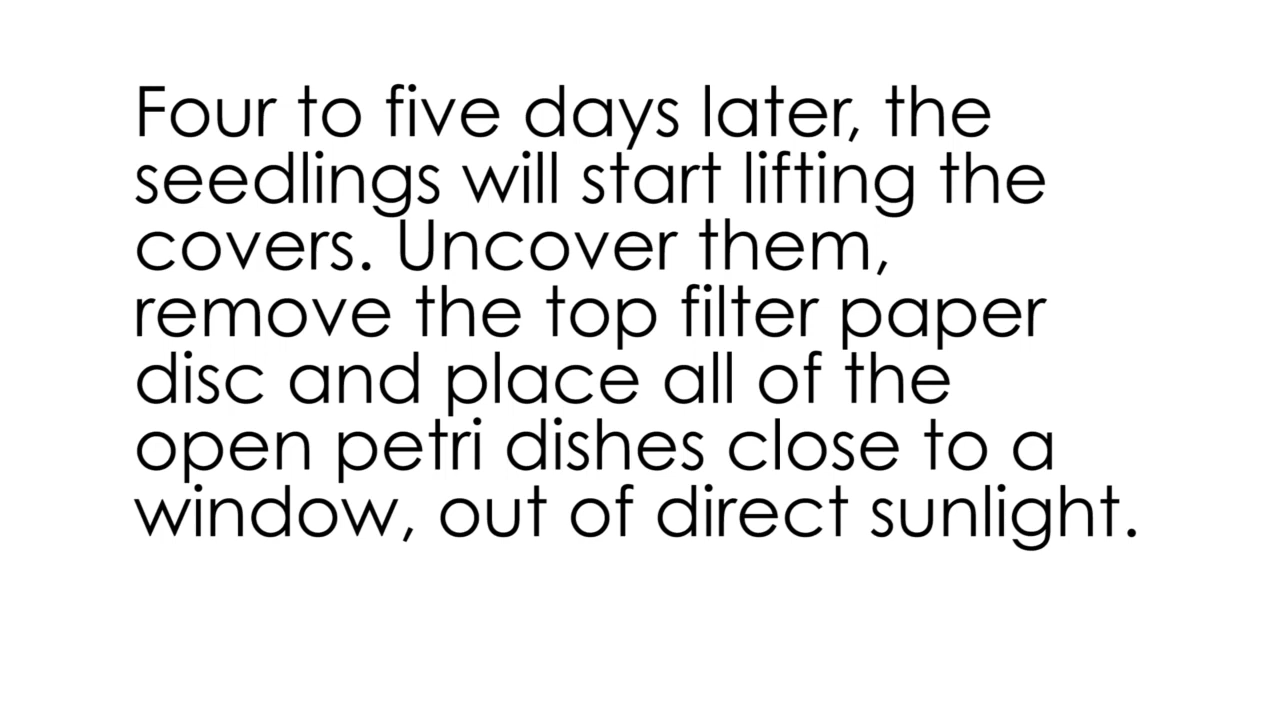 Four to five days later, the
seedlings will start lifting the
covers. Uncover them,
remove the top filter paper
disc and place all of the
open petri dishes close to a
window, out of direct sunlight.